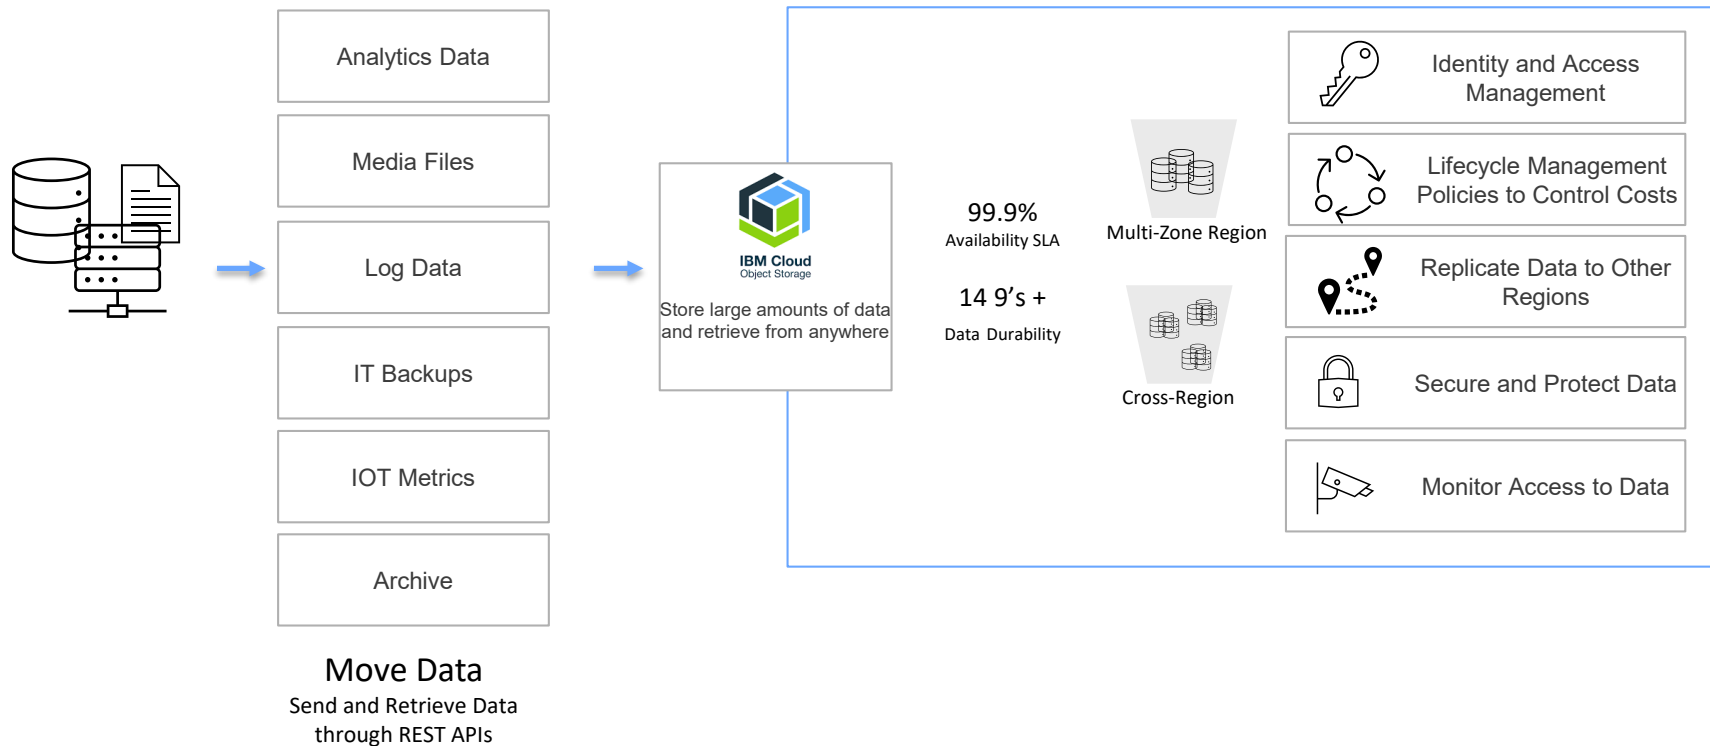 Analytics Data
Media Files
Log Data
IT Backups
IOT Metrics
Archive
Move Data
Send and Retrieve Data
through REST APIs
IBM Cloud
Object Storage
Store large amounts of data
and retrieve from anywhere
99.9%
Availability SLA
14 9’s +
Data Durability
Multi-Zone Region
Cross-Region
Identity and Access
Management
Lifecycle Management
Policies to Control Costs
Replicate Data to Other
Regions
Secure and Protect Data
Monitor Access to Data